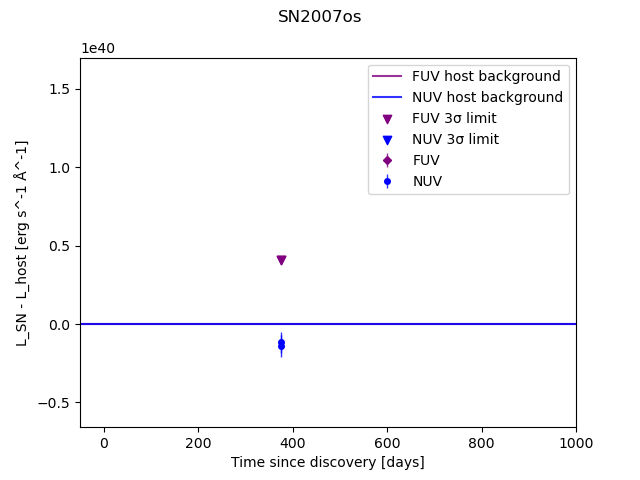 SN2007os
1e40
L_SN - L_host [erg s^-1 Å^-1]
1.5
1.0
0.5
0.0
−0.5
FUV host background
NUV host background
FUV 3σ limit
NUV 3σ limit
FUV
NUV
0 200 400 600 800 1000
Time since discovery [days]